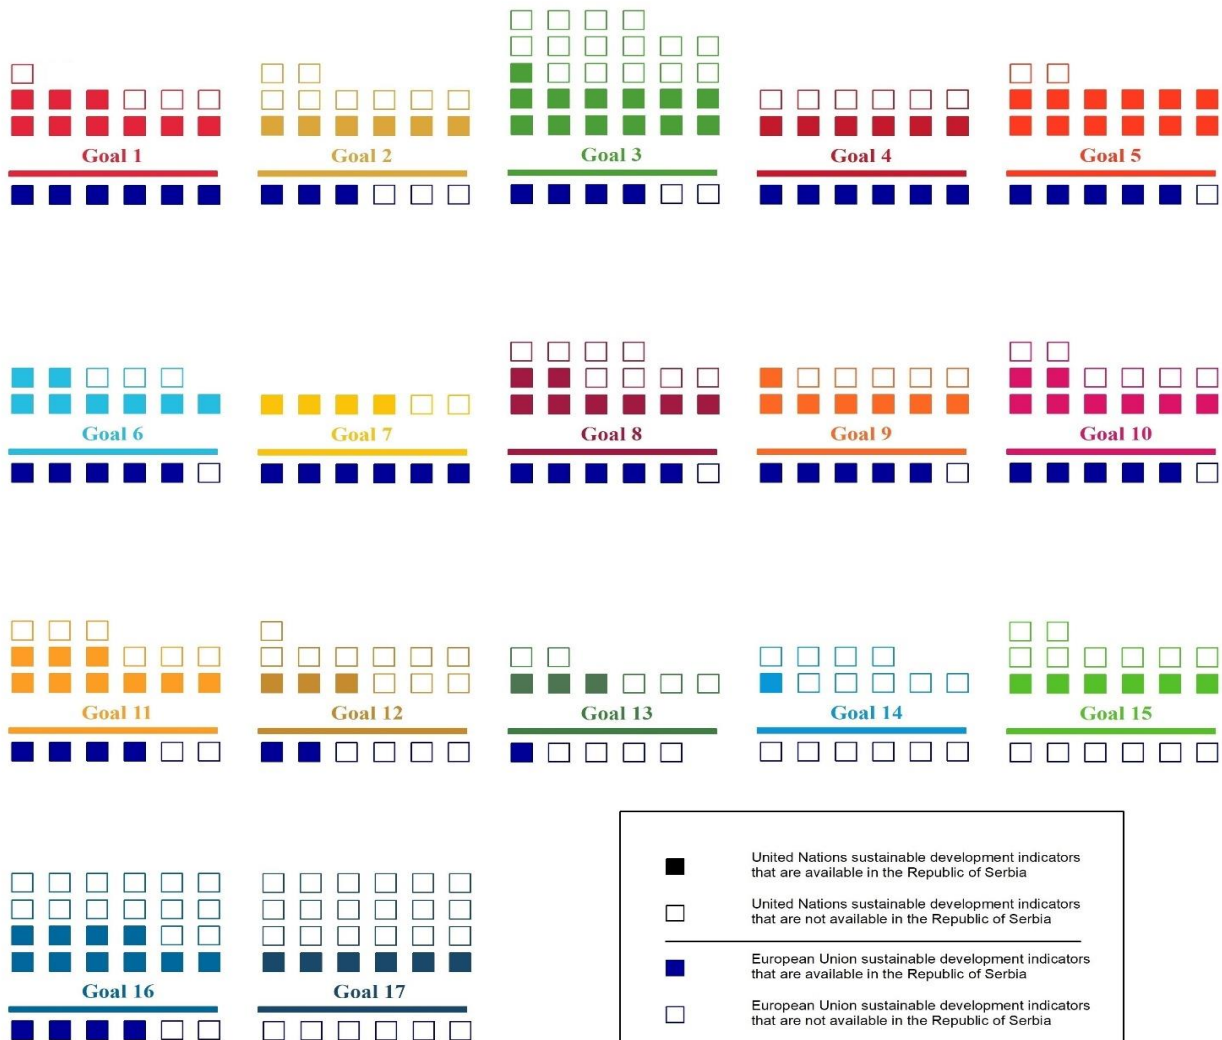 Goal 1
Goal 2
Goal 3
Goal 4
Goal 5
Goal 6
Goal 7
Goal 8
Goal 9
Goal 10
Goal 11
Goal 12
Goal 13
Goal 14
Goal 15
Goal 16
Goal 17
United Nations sustainable development indicators
that are available in the Republic of Serbia
United Nations sustainable development indicators
that are not available in the Republic of Serbia
European Union sustainable development indicators
that are available in the Republic of Serbia
European Union sustainable development indicators
that are not available in the Republic of Serbia